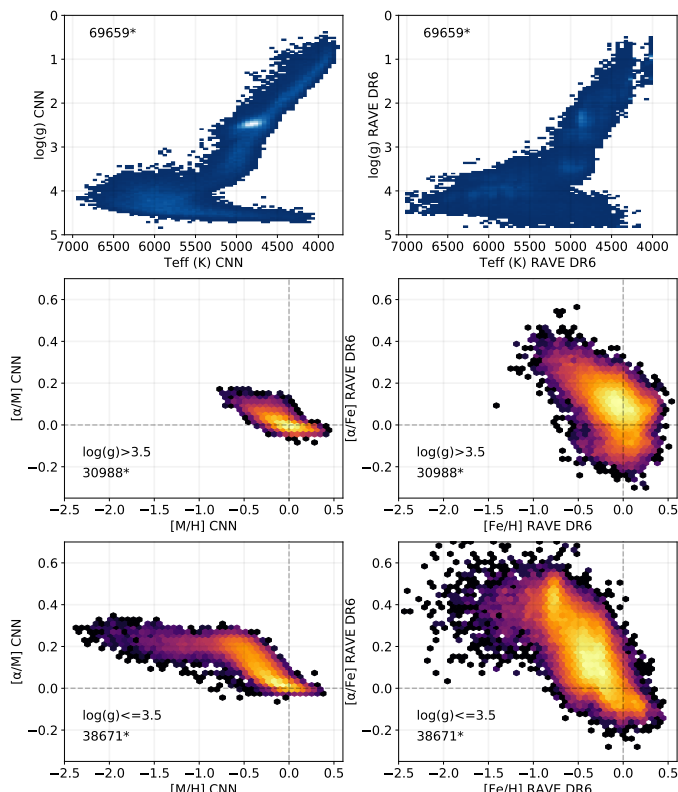 69659*
0
1
2
3
4
5
log(g) CNN
7000 6500 6000 5500 5000 4500 4000
Teff (K) CNN
69659*
0
1
2
3
4
5
log(g) RAVE DR6
7000 6500 6000 5500 5000 4500 4000
Teff (K) RAVE DR6
0.6
0.4
0.2
0.0
−0.2
[α/M] CNN
log(g)>3.5
30988*
−2.5 −2.0 −1.5 −1.0 −0.5 0.0 0.5
[M/H] CNN
0.6
0.4
0.2
0.0
−0.2
[α/Fe] RAVE DR6
log(g)>3.5
30988*
−2.5 −2.0 −1.5 −1.0 −0.5 0.0 0.5
[Fe/H] RAVE DR6
0.6
0.4
0.2
0.0
−0.2
[α/M] CNN
log(g)<=3.5
38671*
−2.5 −2.0 −1.5 −1.0 −0.5 0.0 0.5
[M/H] CNN
0.6
0.4
0.2
0.0
−0.2
[α/Fe] RAVE DR6
log(g)<=3.5
38671*
−2.5 −2.0 −1.5 −1.0 −0.5 0.0 0.5
[Fe/H] RAVE DR6